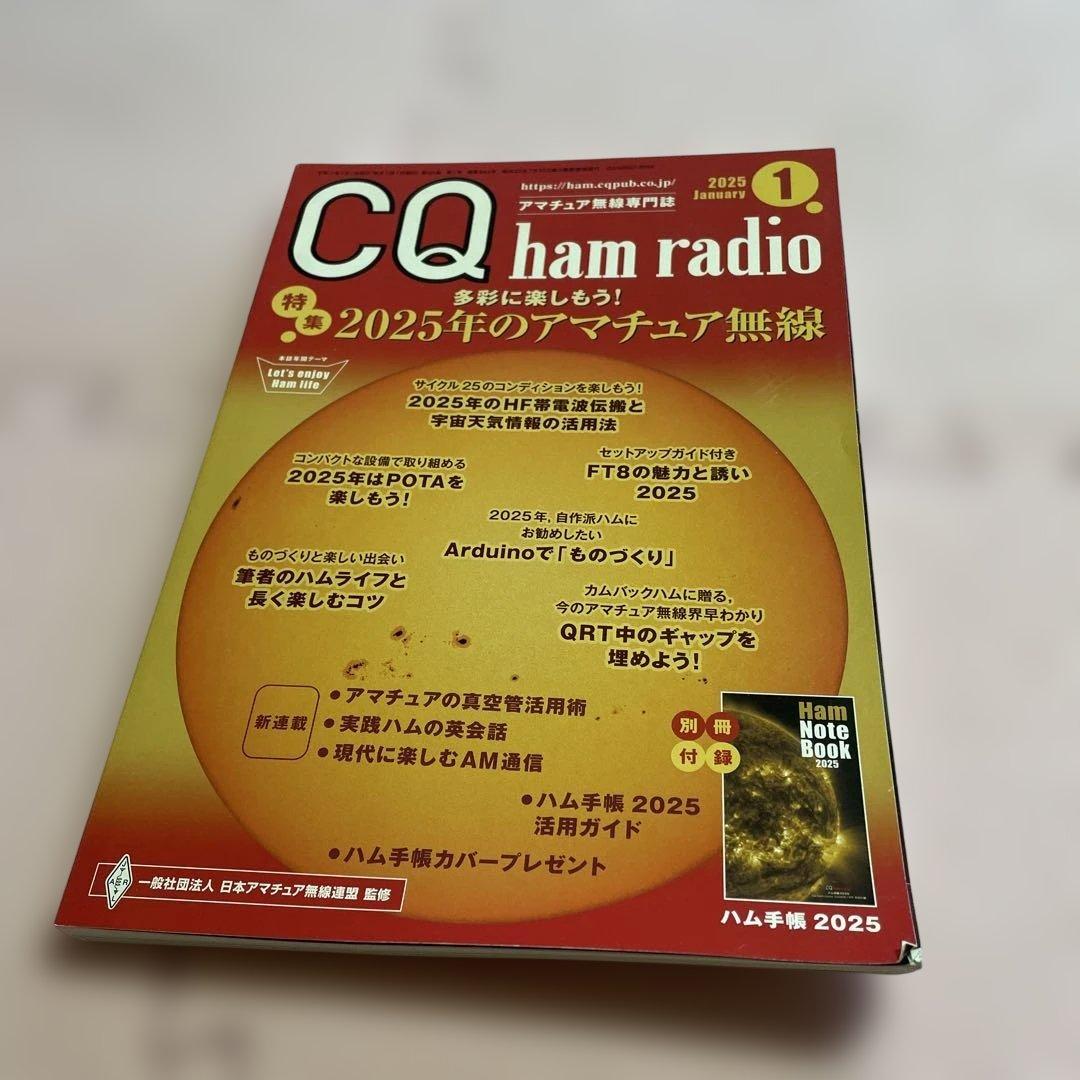 https://ham.cqpub.co.jp/
アマチュア無線専門誌
2025
January
1
CQ
ham radio
特集
多彩に楽しもう!
2025年のアマチュア無線
本誌年間テーマ
Let's enjoy
Ham life
サイクル25のコンディションを楽しもう!
2025年のHF帯電波伝搬と
宇宙天気情報の活用法
コンパクトな設備で取り組める
2025年はPOTAを
楽しもう!
セットアップガイド付き
FT8の魅力と誘い
2025
2025年,自作派ハムに
お勧めしたい
Arduinoで「ものづくり」
ものづくりと楽しい出会い
筆者のハムライフと
長く楽しむコツ
カムバックハムに贈る,
今のアマチュア無線界早わかり
QRT中のギャップを
埋めよう!
新連載
●アマチュアの真空管活用術
●実践ハムの英会話
●現代に楽しむAM通信
別冊
付録
Ham
Note
Book
2025
●ハム手帳 2025
活用ガイド
●ハム手帳カバープレゼント
一般社団法人 日本アマチュア無線連盟 監修
ハム手帳 2025